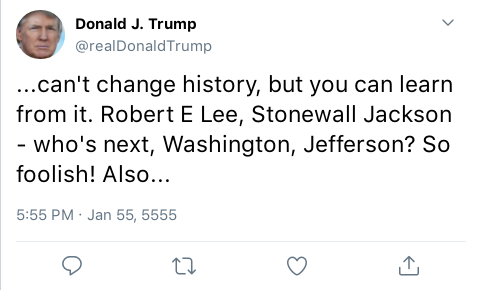 Donald J. Trump
@realDonaldTrump
...can't change history, but you can learn
from it. Robert E Lee, Stonewall Jackson
- who's next, Washington, Jefferson? So
foolish! Also...
5:55 PM · Jan 55, 5555